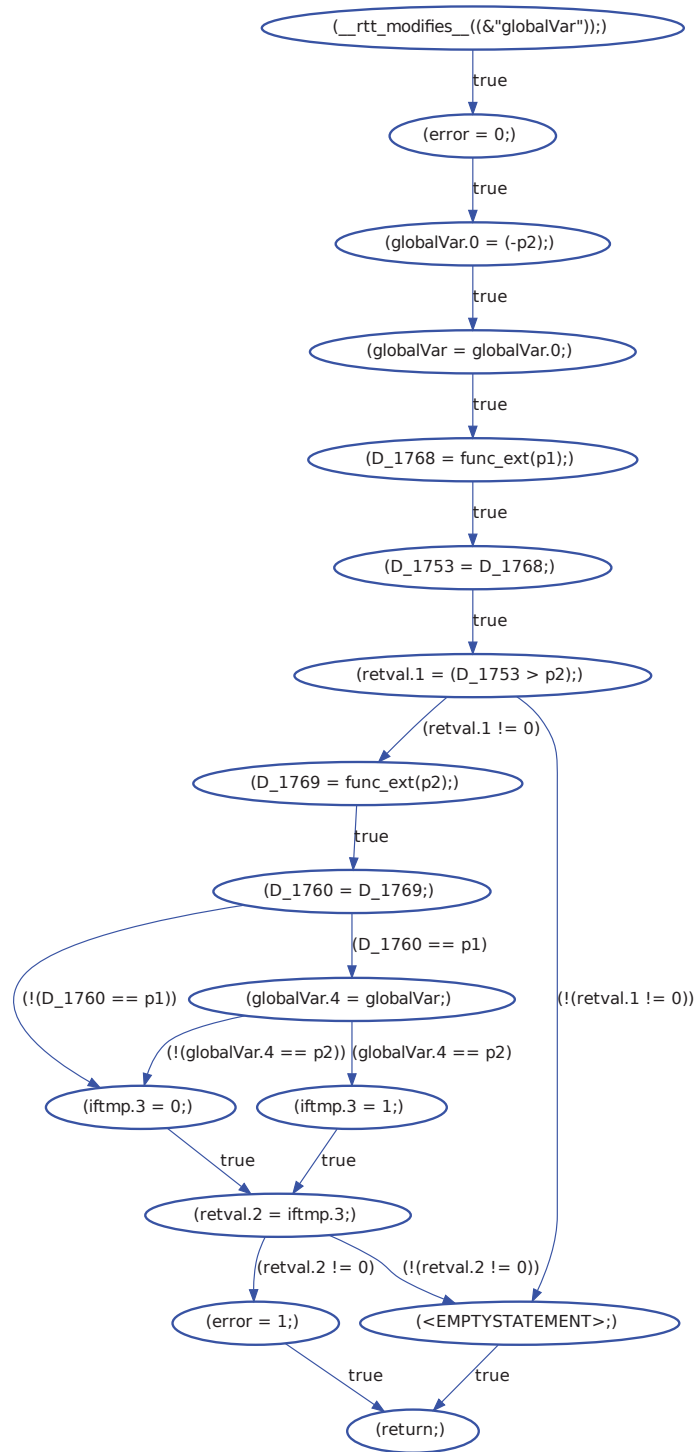 (__rtt_modifies__((&"globalVar"));)
true
(error = 0;)
true
(globalVar.0 = (-p2);)
true
(globalVar = globalVar.0;)
true
(D_1768 = func_ext(p1);)
true
(D_1753 = D_1768;)
true
(retval.1 = (D_1753 > p2);)
(retval.1 != 0)
(D_1769 = func_ext(p2);)
true
(D_1760 = D_1769;)
(D_1760 == p1)
(!(D_1760 == p1))
(globalVar.4 = globalVar;)
(!(retval.1 != 0))
(!(globalVar.4 == p2))
(globalVar.4 == p2)
(iftmp.3 = 0;)
(iftmp.3 = 1;)
true
true
(retval.2 = iftmp.3;)
(retval.2 != 0)
(!(retval.2 != 0))
(error = 1;)
(<EMPTYSTATEMENT>;)
true
true
(return;)